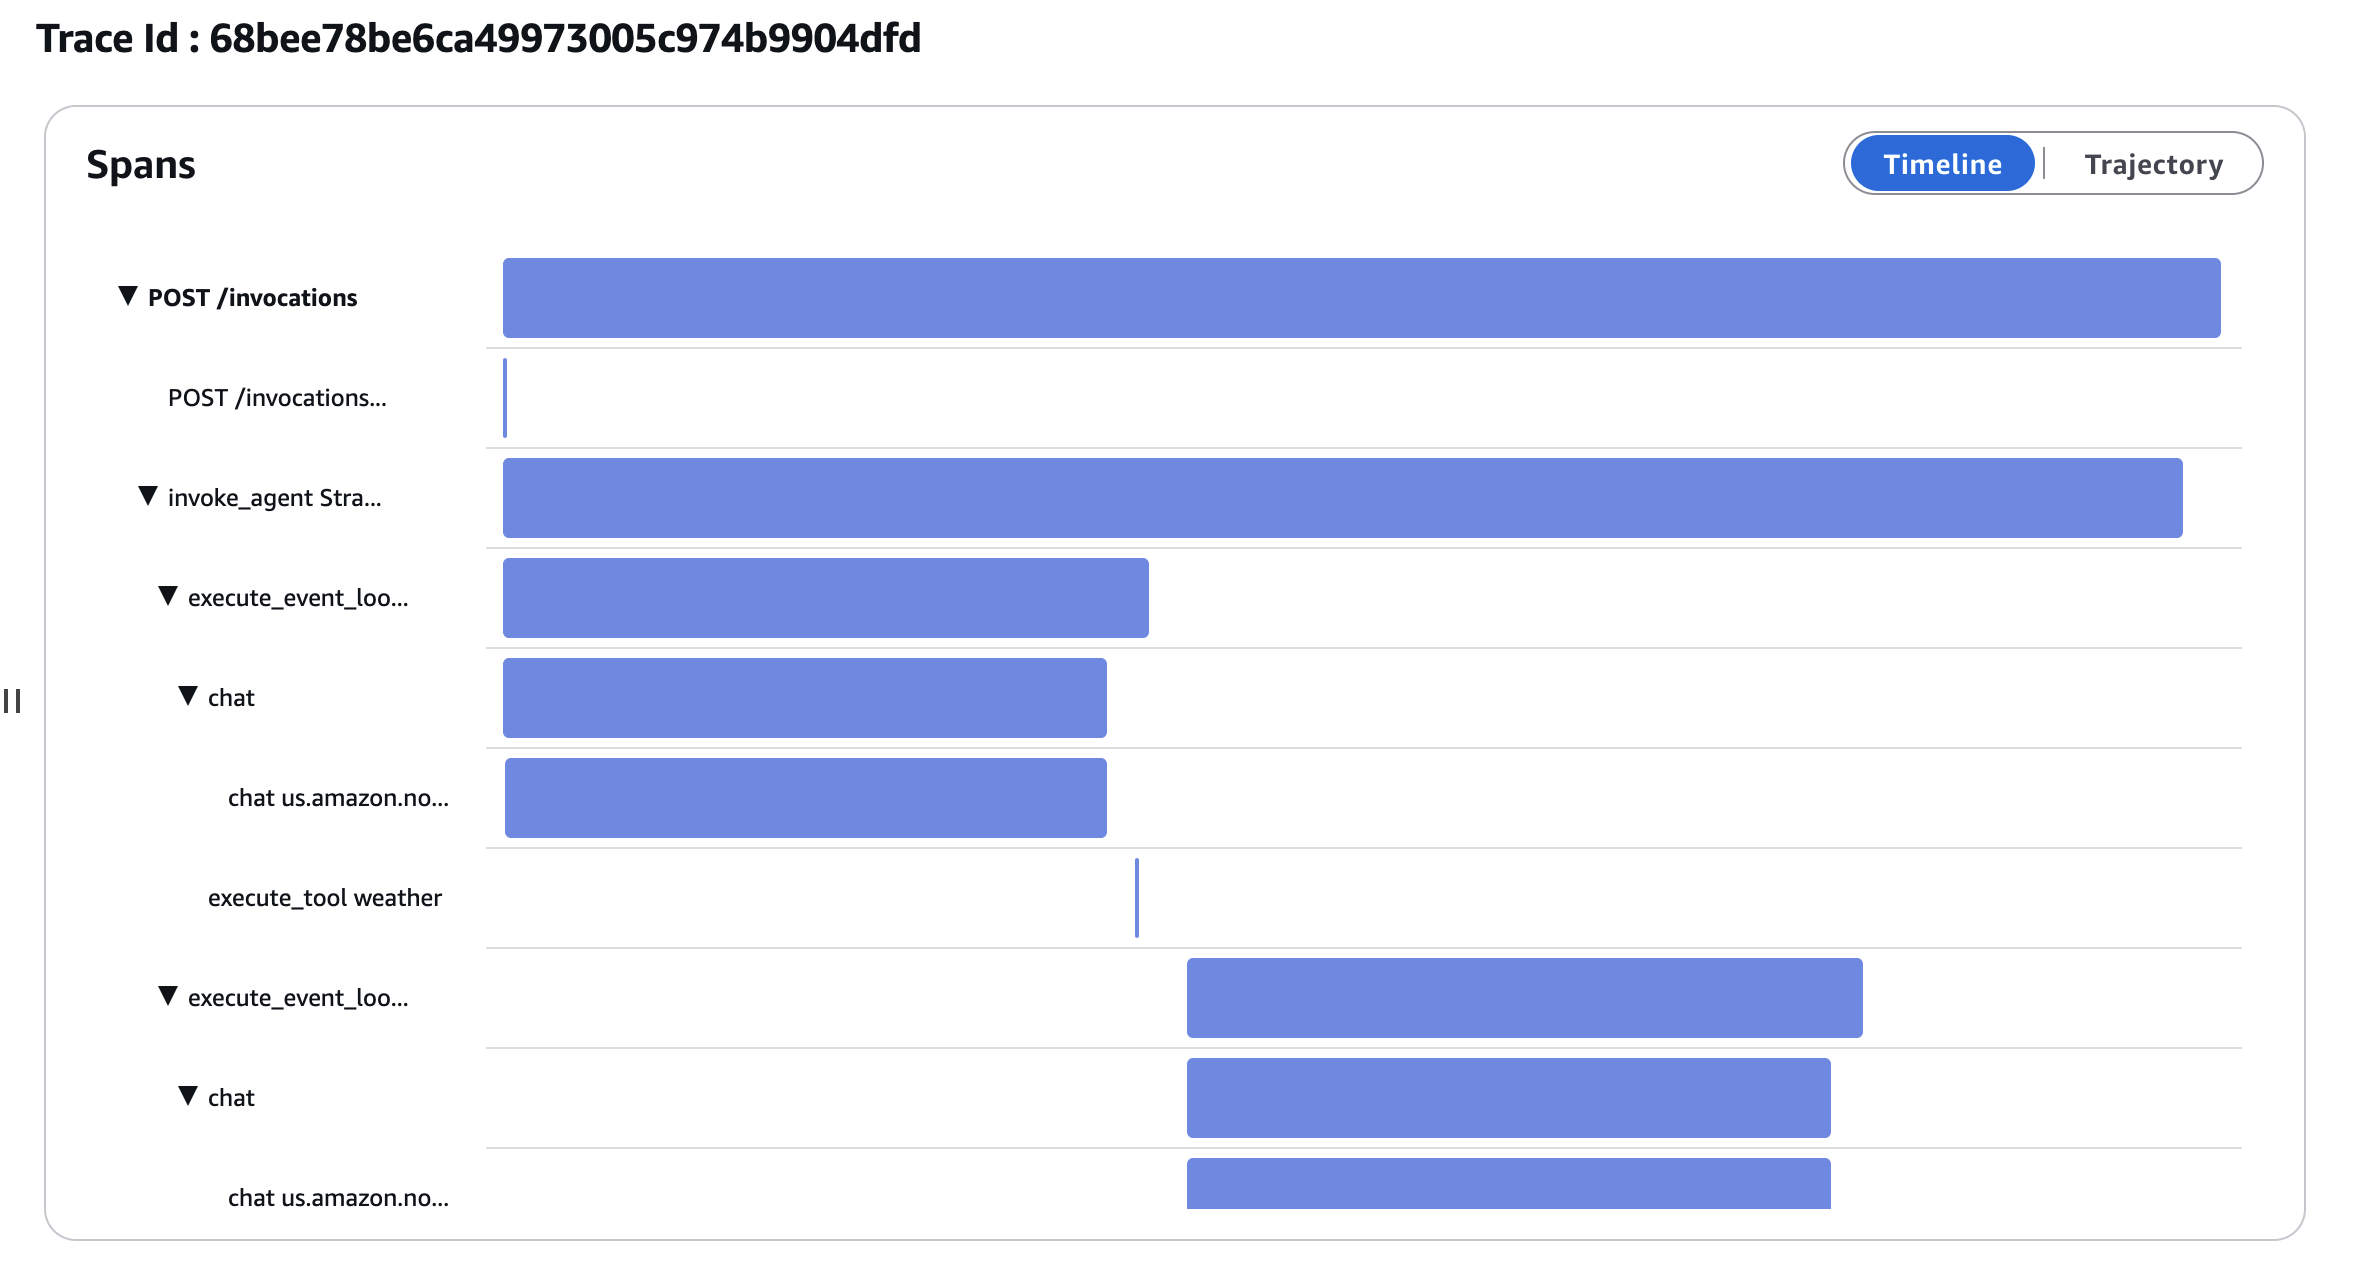 Trace Id : 68bee78be6ca49973005c974b9904dfd
Spans
Timeline
Trajectory
POST /invocations
POST /invocations...
invoke_agent Stra...
execute_event_loo...
chat
chat us.amazon.no...
execute_tool weather
execute_event_loo...
chat
chat us.amazon.no...